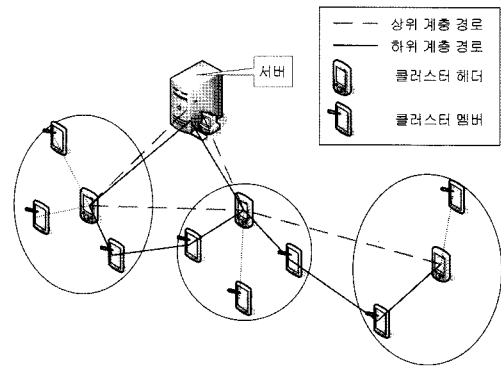 서버
상위 계층 경로
하위 계층 경로
클러스터 헤더
클러스터 멤버